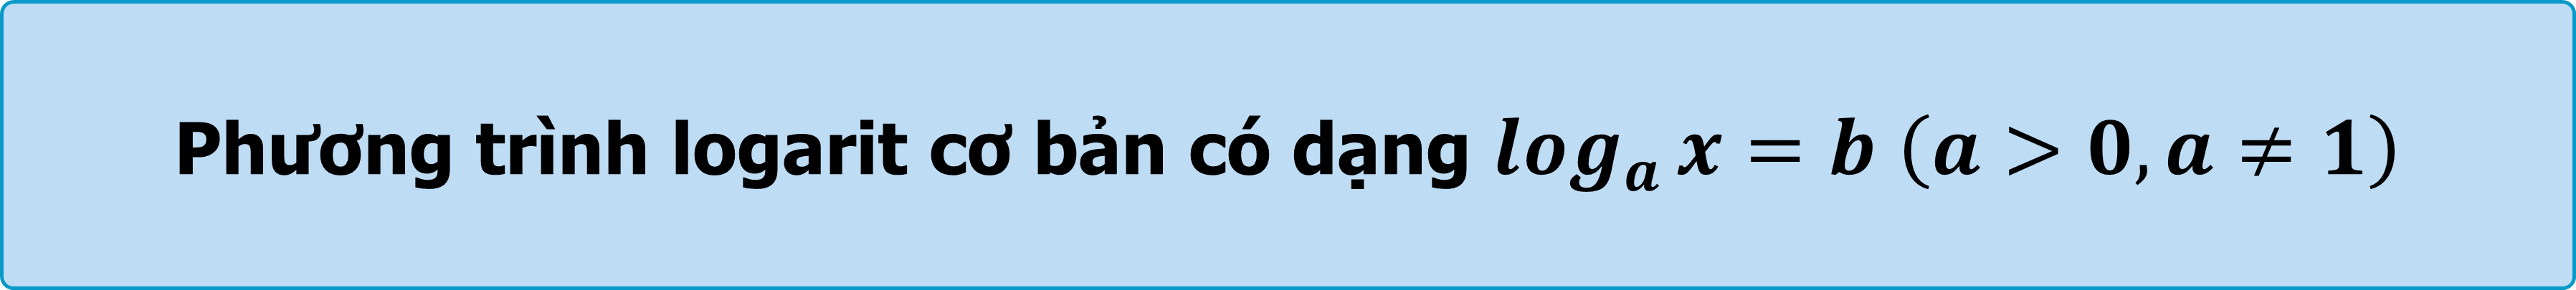 Phương trình logarit cơ bản có dạng logₐ x = b (a > 0, a ≠ 1)